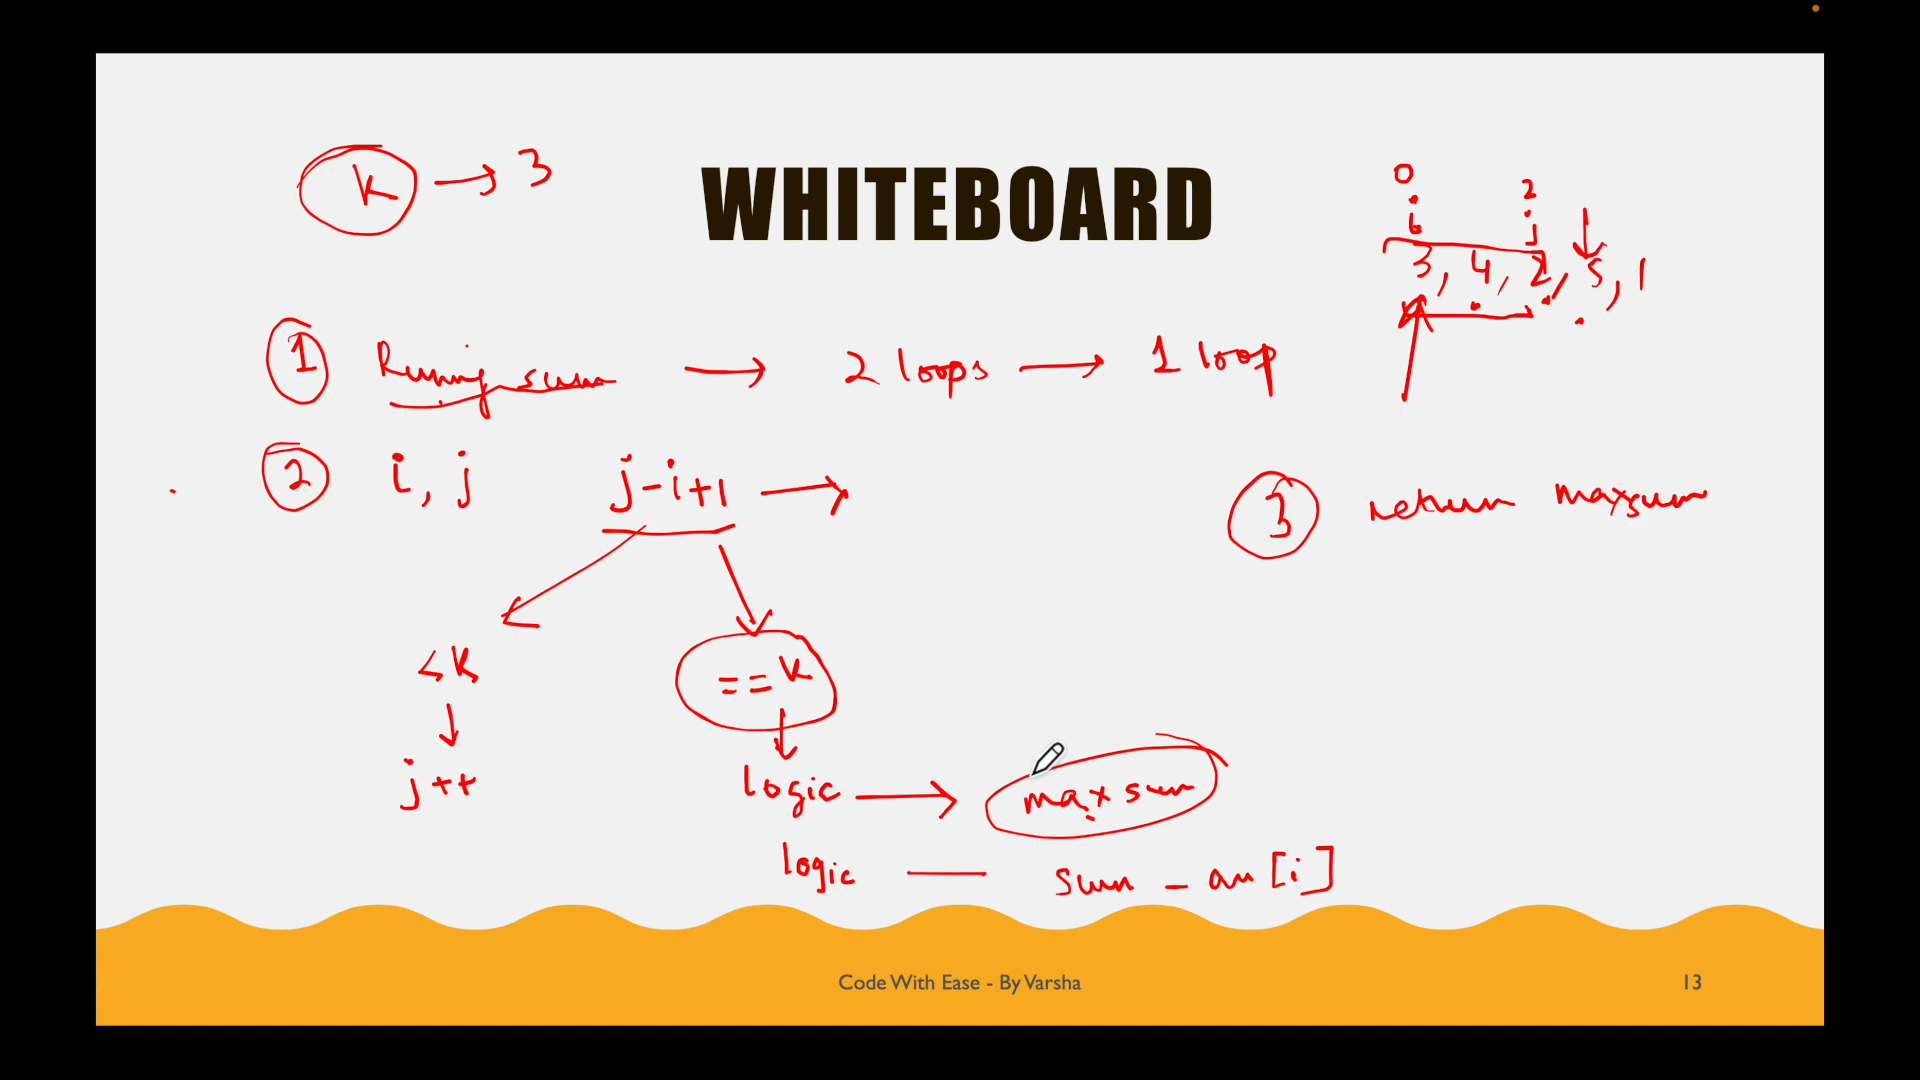 k → 3
WHITEBOARD
0 2
i j
3, 4, 2, 5, 1
1 Runing sum → 2 loops → 1 loop
2 i, j j-i+1 →
3 return maxsum
<k ==k
j++ logic → maxsum
logic — sum - arr[i]
Code With Ease - By Varsha
13